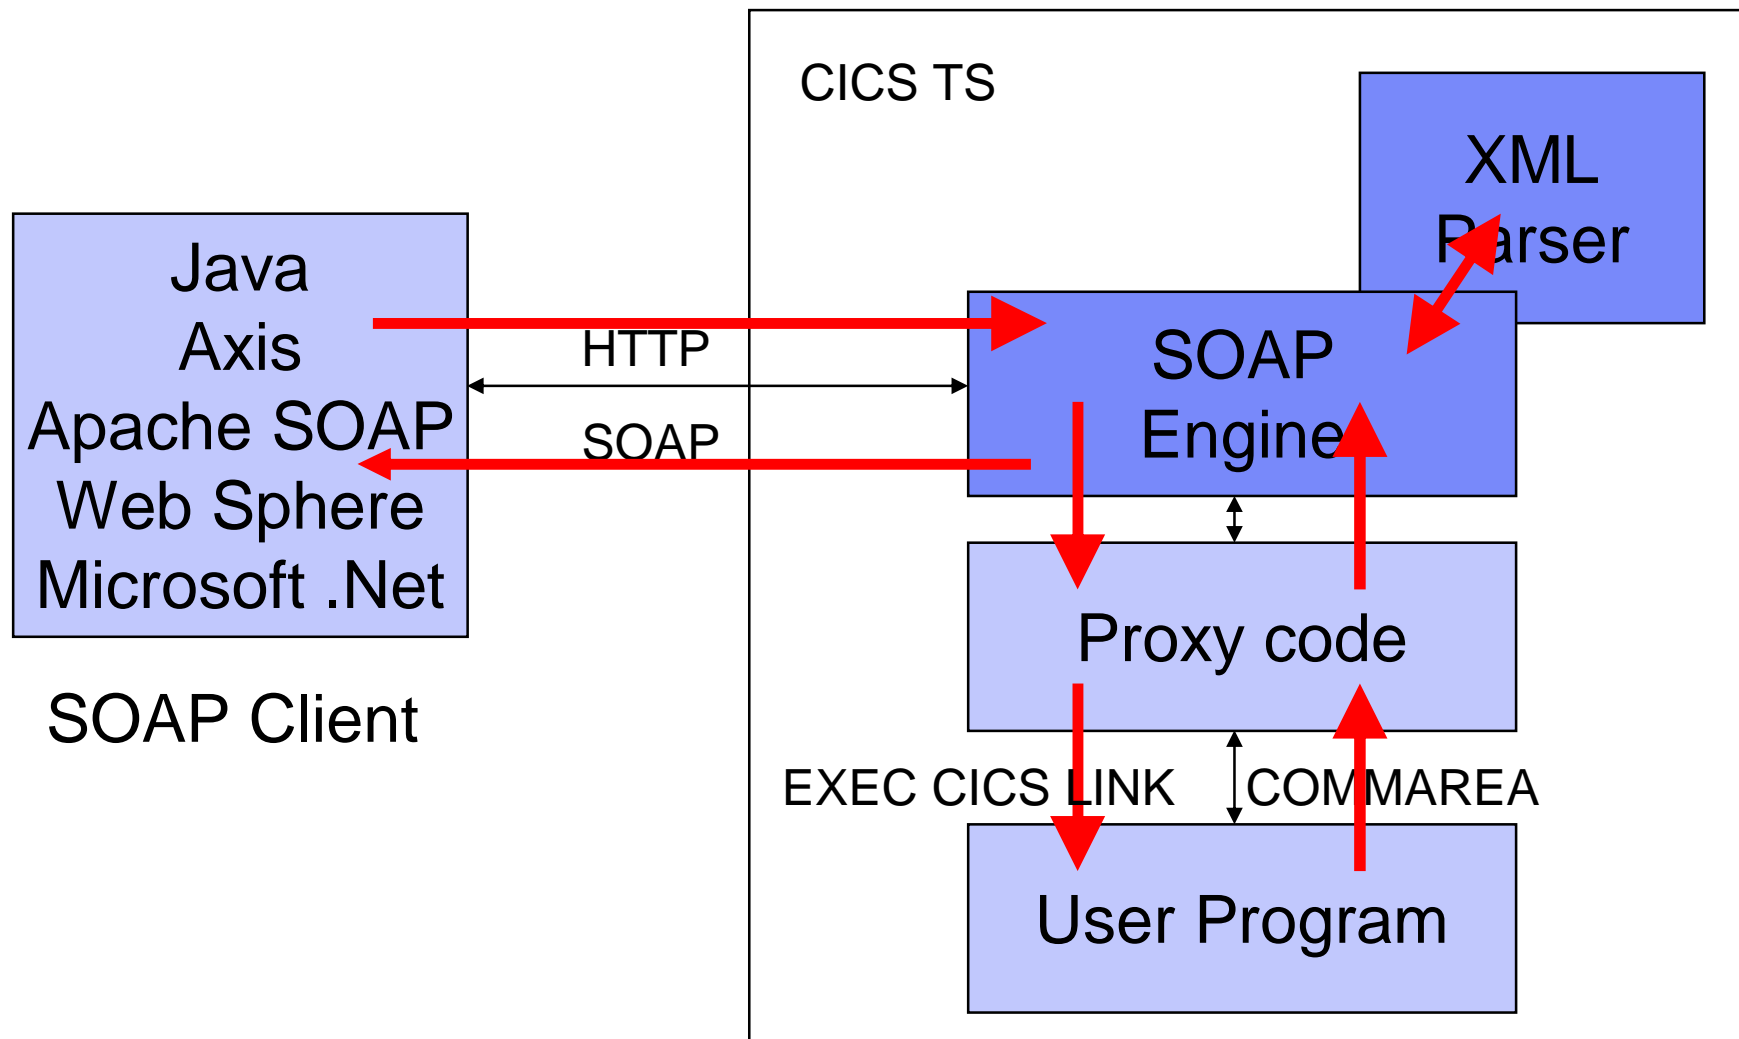 CICS TS
XML
Parser
Java
Axis
Apache SOAP
Web Sphere
Microsoft .Net
SOAP Client
HTTP
SOAP
SOAP
Engine
Proxy code
EXEC CICS LINK
COMMAREA
User Program